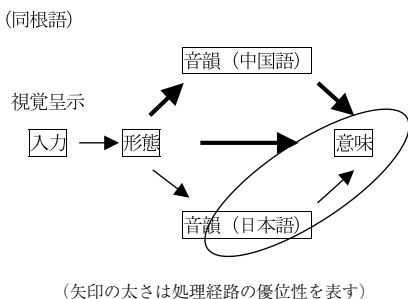 （同根語）
音韻（中国語）
視覚呈示
入力 形態 意味
音韻（日本語）
（矢印の太さは処理経路の優位性を表す）